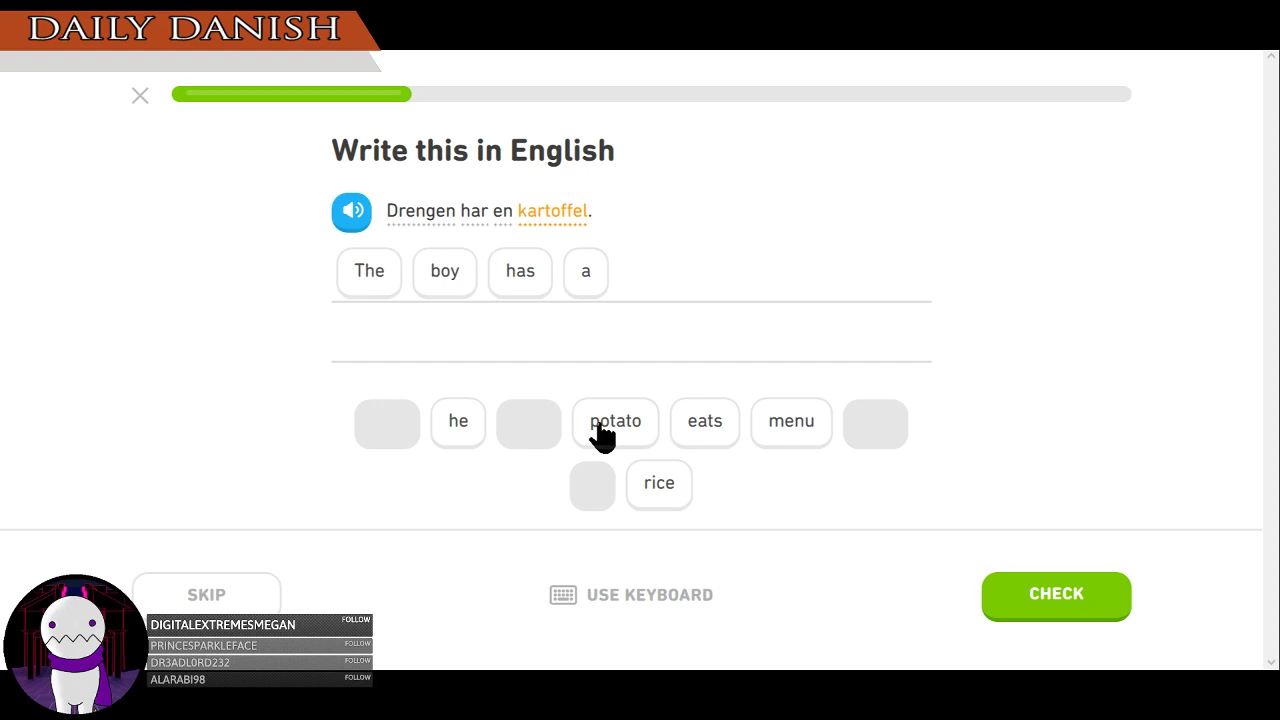 DAILY DANISH
Write this in English
Drengen har en kartoffel.
The boy has a
he potato eats menu
rice
SKIP
USE KEYBOARD
CHECK
DIGITALEXTREMESMEGAN FOLLOW
PRINCESPARKLEFACE FOLLOW
DR3ADL0RD232 FOLLOW
ALARABI98 FOLLOW